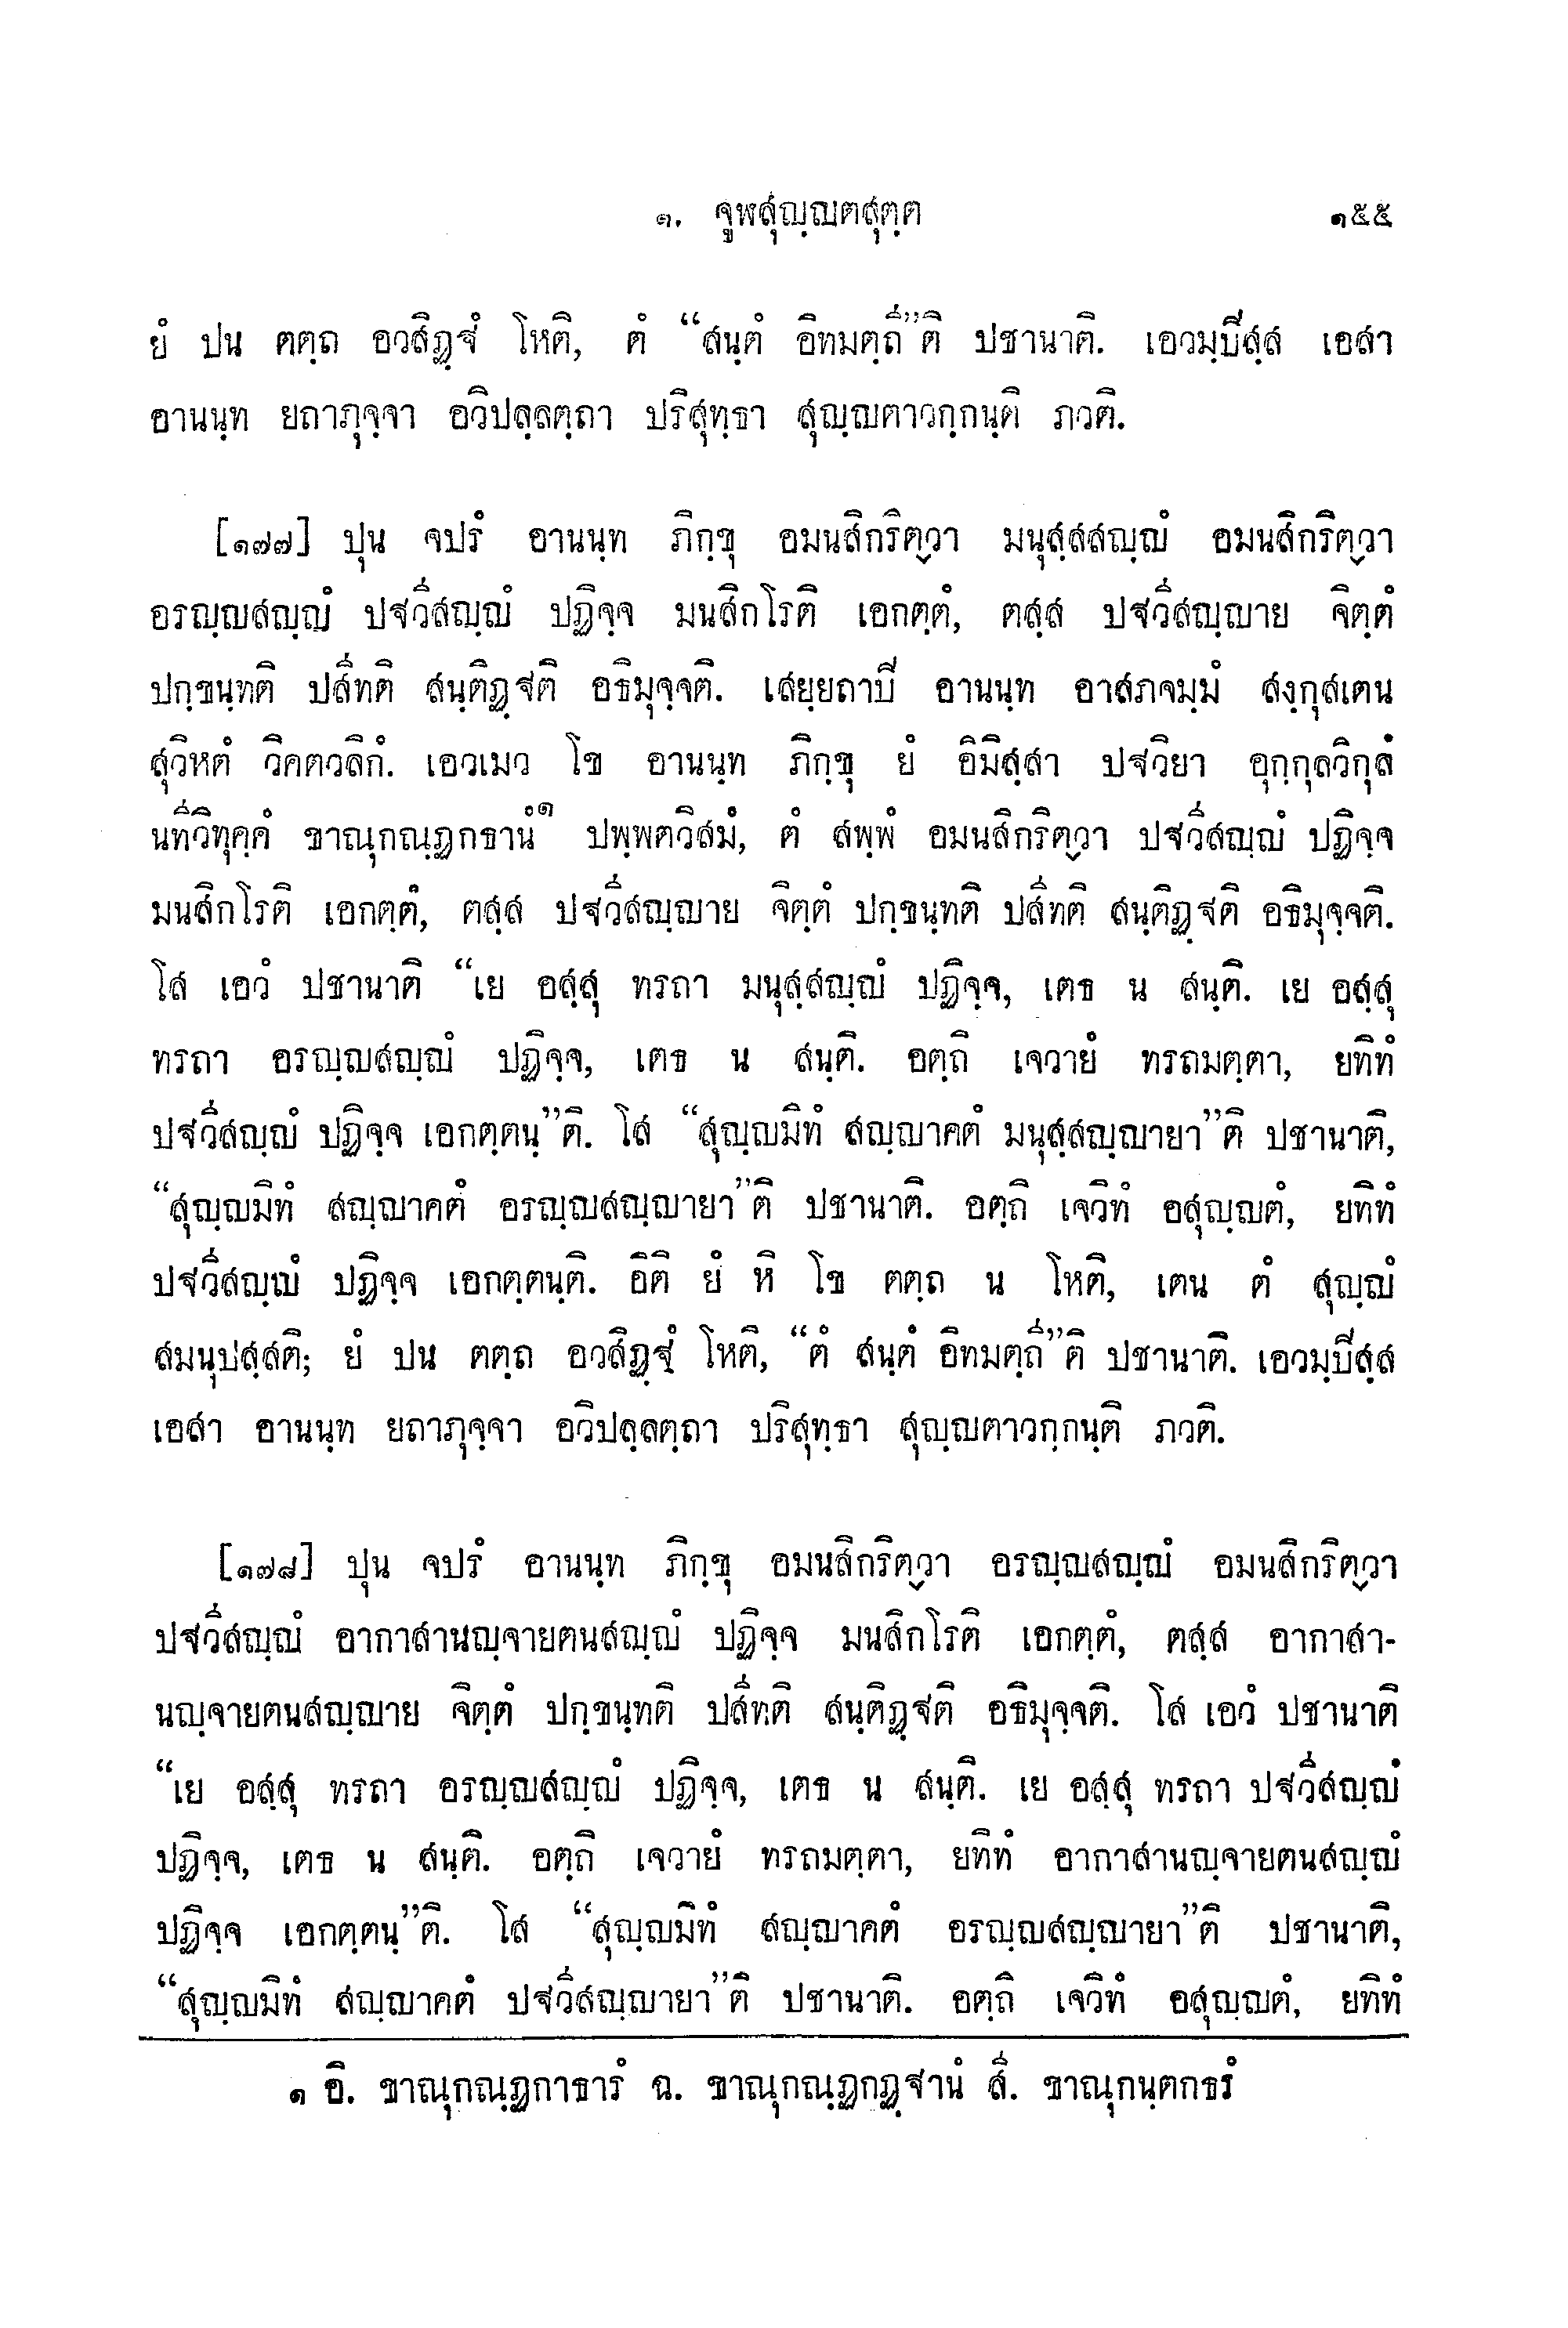 ๑. จูฬสุญฺญตสุตฺต ๑๕๕
ยํ ปน ตตฺถ อวสิฏฺฐํ โหติ, ตํ “สนฺตํ อิทมตฺถี”ติ ปชานาติ. เอวมฺปิสฺส เอสา
อานนฺท ยถาภุจฺจา อวิปลฺลตฺถา ปริสุทฺธา สุญฺญตาวกฺกนฺติ ภวติ.
[๑๗๗] ปุน จปรํ อานนฺท ภิกฺขุ อมนสิกริตฺวา มนุสฺสสญฺญํ อมนสิกริตฺวา
อรญฺญสญฺญํ ปฐวีสญฺญํ ปฏิจฺจ มนสิกโรติ เอกตฺตํ, ตสฺส ปฐวีสญฺญาย จิตฺตํ
ปกฺขนฺทติ ปสีทติ สนฺติฏฺฐติ อธิมุจฺจติ. เสยฺยถาปิ อานนฺท อาสภจมฺมํ สงฺกุสเตน
สุวิหตํ วิคตวลิกํ. เอวเมว โข อานนฺท ภิกฺขุ ยํ อิมิสฺสา ปฐวิยา อุกฺกุลวิกุลํ
นทีวิทุคฺคํ ขาณุกณฺฏกธานํ๑ ปพฺพตวิสมํ, ตํ สพฺพํ อมนสิกริตฺวา ปฐวีสญฺญํ ปฏิจฺจ
มนสิกโรติ เอกตฺตํ, ตสฺส ปฐวีสญฺญาย จิตฺตํ ปกฺขนฺทติ ปสีทติ สนฺติฏฺฐติ อธิมุจฺจติ.
โส เอวํ ปชานาติ “เย อสฺสุ ทรถา มนุสฺสญฺญํ ปฏิจฺจ, เตธ น สนฺติ. เย อสฺสุ
ทรถา อรญฺญสญฺญํ ปฏิจฺจ, เตธ น สนฺติ. อตฺถิ เจวายํ ทรถมตฺตา, ยทิทํ
ปฐวีสญฺญํ ปฏิจฺจ เอกตฺตนฺ”ติ. โส “สุญฺญมิทํ สญฺญาคตํ มนุสฺสญฺญายา”ติ ปชานาติ,
“สุญฺญมิทํ สญฺญาคตํ อรญฺญสญฺญายา”ติ ปชานาติ. อตฺถิ เจวิทํ อสุญฺญตํ, ยทิทํ
ปฐวีสญฺญํ ปฏิจฺจ เอกตฺตนฺติ. อิติ ยํ หิ โข ตตฺถ น โหติ, เตน ตํ สุญฺญํ
สมนุปสฺสติ; ยํ ปน ตตฺถ อวสิฏฺฐํ โหติ, “ตํ สนฺตํ อิทมตฺถี”ติ ปชานาติ. เอวมฺปิสฺส
เอสา อานนฺท ยถาภุจฺจา อวิปลฺลตฺถา ปริสุทฺธา สุญฺญตาวกฺกนฺติ ภวติ.
[๑๗๘] ปุน จปรํ อานนฺท ภิกฺขุ อมนสิกริตฺวา อรญฺญสญฺญํ อมนสิกริตฺวา
ปฐวีสญฺญํ อากาสานญฺจายตนสญฺญํ ปฏิจฺจ มนสิกโรติ เอกตฺตํ, ตสฺส อากาสา-
นญฺจายตนสญฺญาย จิตฺตํ ปกฺขนฺทติ ปสีทติ สนฺติฏฺฐติ อธิมุจฺจติ. โส เอวํ ปชานาติ
“เย อสฺสุ ทรถา อรญฺญสญฺญํ ปฏิจฺจ, เตธ น สนฺติ. เย อสฺสุ ทรถา ปฐวีสญฺญํ
ปฏิจฺจ, เตธ น สนฺติ. อตฺถิ เจวายํ ทรถมตฺตา, ยทิทํ อากาสานญฺจายตนสญฺญํ
ปฏิจฺจ เอกตฺตนฺ”ติ. โส “สุญฺญมิทํ สญฺญาคตํ อรญฺญสญฺญายา”ติ ปชานาติ,
“สุญฺญมิทํ สญฺญาคตํ ปฐวีสญฺญายา”ติ ปชานาติ. อตฺถิ เจวิทํ อสุญฺญตํ, ยทิทํ
๑ อิ. ขาณุกณฺฏกาธารํ ฉ. ขาณุกณฺฏกฏฺฐานํ สี. ขาณุกนฺตกธรํ